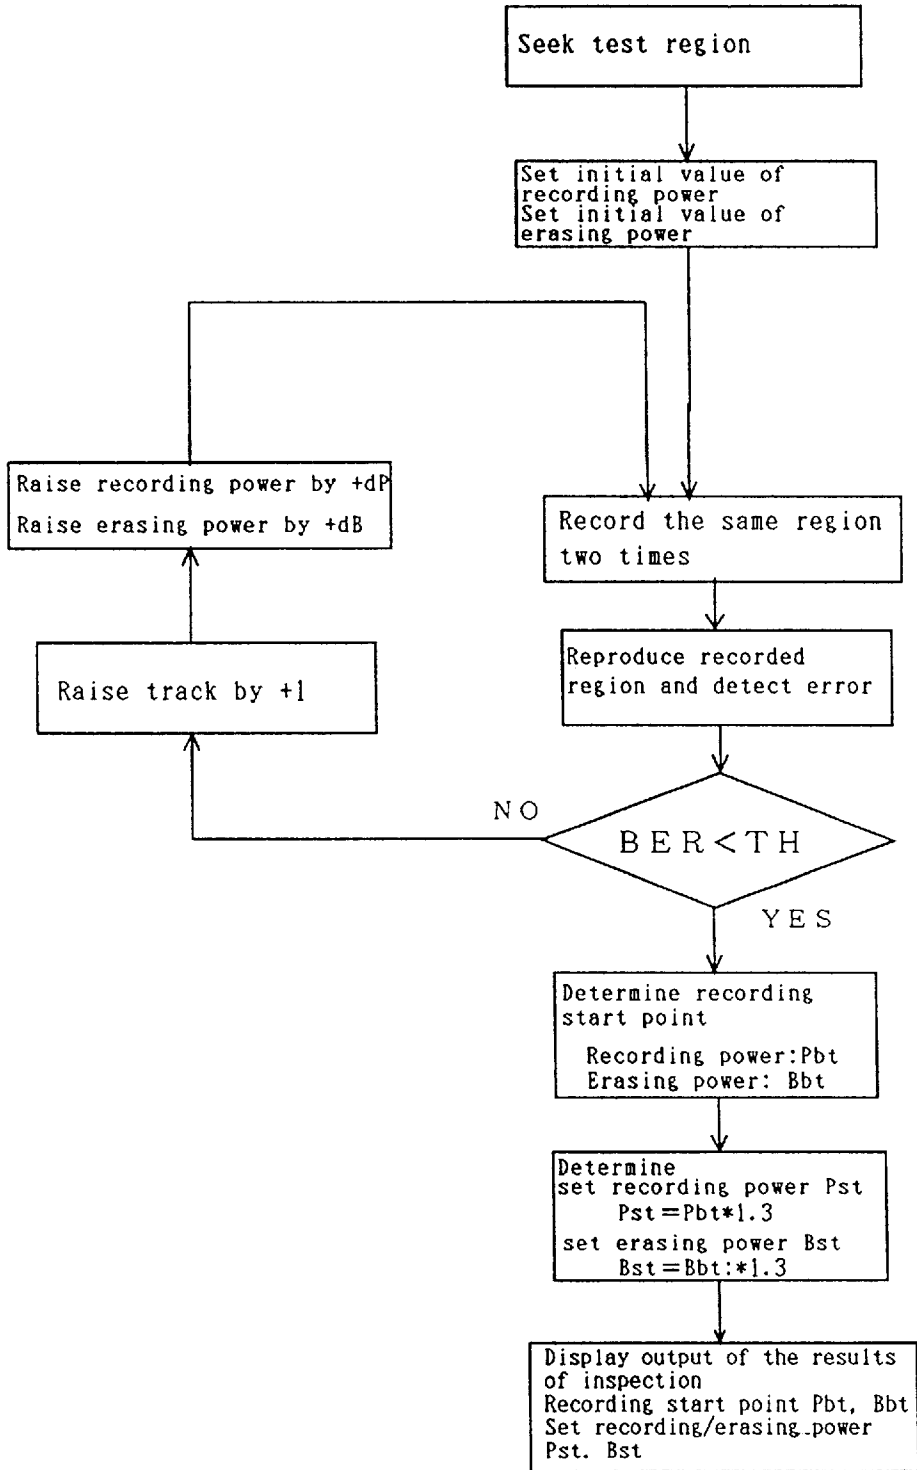 Seek test region
Set initial value of
recording power
Set initial value of
erasing power
Raise recording power by +dP
Raise erasing power by +dB
Record the same region
two times
Raise track by +1
Reproduce recorded
region and detect error
NO
BER<TH
YES
Determine recording
start point
Recording power:Pbt
Erasing power: Bbt
Determine
set recording power Pst
Pst=Pbt*1.3
set erasing power Bst
Bst=Bbt:*1.3
Display output of the results
of inspection
Recording start point Pbt, Bbt
Set recording/erasing power
Pst. Bst